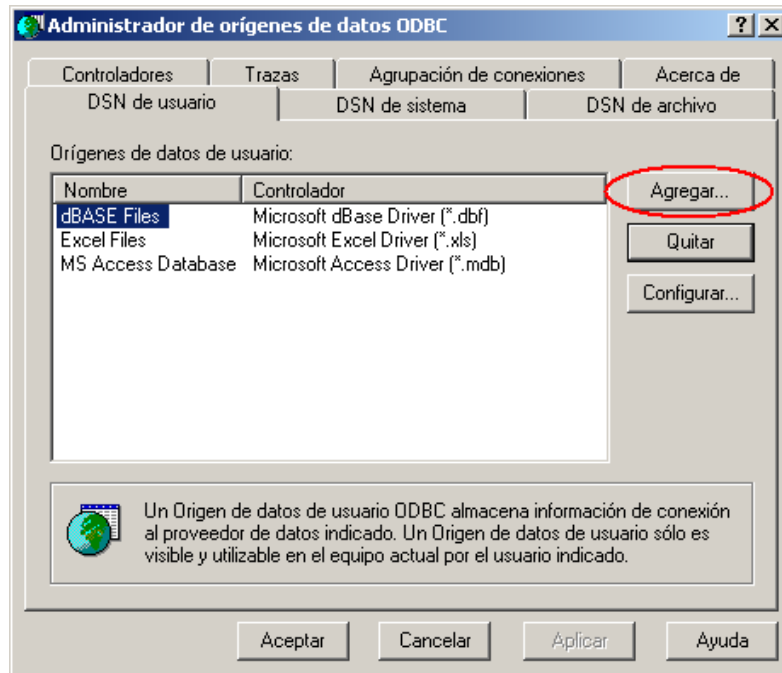 Administrador de orígenes de datos ODBC
Controladores Trazas Agrupación de conexiones Acerca de
DSN de usuario DSN de sistema DSN de archivo
Orígenes de datos de usuario:
Nombre Controlador Agregar...
dBASE Files Microsoft dBase Driver (*.dbf)
Excel Files Microsoft Excel Driver (*.xls) Quitar
MS Access Database Microsoft Access Driver (*.mdb)
Configurar...
Un Origen de datos de usuario ODBC almacena información de conexión
al proveedor de datos indicado. Un Origen de datos de usuario sólo es
visible y utilizable en el equipo actual por el usuario indicado.
Aceptar Cancelar Aplicar Ayuda